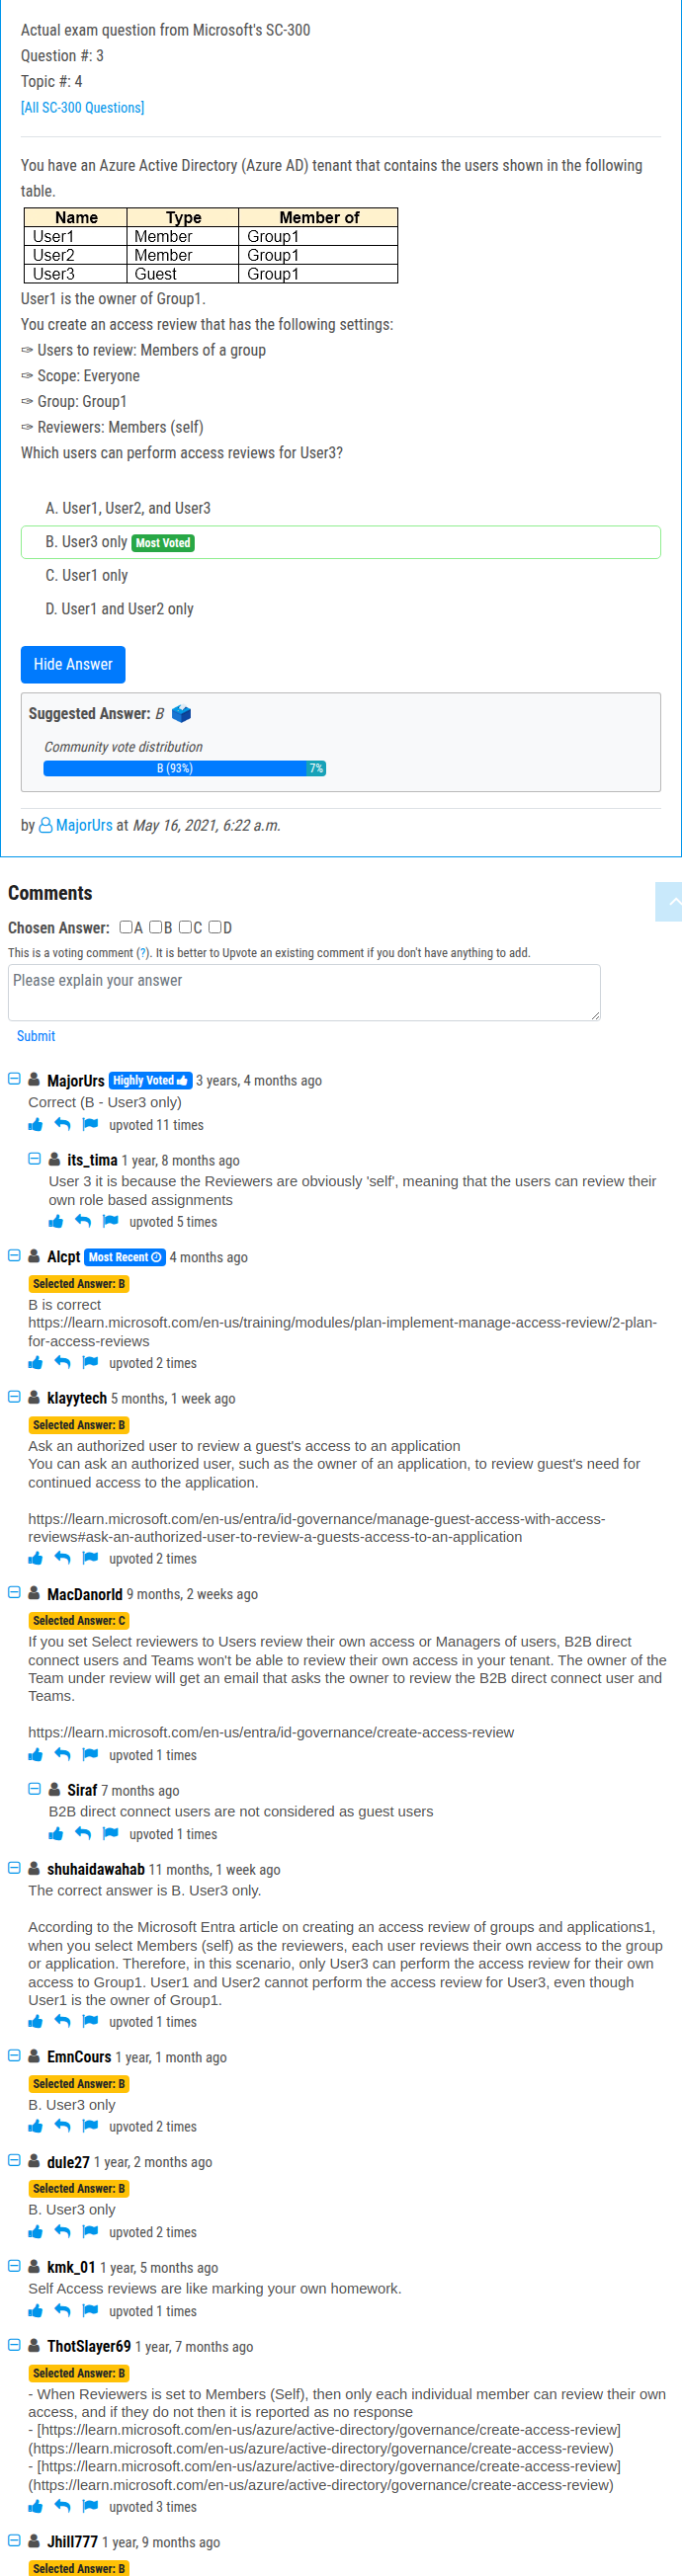 Actual exam question from Microsoft's SC-300
Question #: 3
Topic #: 4
[All SC-300 Questions]
You have an Azure Active Directory (Azure AD) tenant that contains the users shown in the following
table.
Name Type Member of
User1 Member Group1
User2 Member Group1
User3 Guest Group1
User1 is the owner of Group1.
You create an access review that has the following settings:
✑ Users to review: Members of a group
✑ Scope: Everyone
✑ Group: Group1
✑ Reviewers: Members (self)
Which users can perform access reviews for User3?
A. User1, User2, and User3
B. User3 only Most Voted
C. User1 only
D. User1 and User2 only
Hide Answer
Suggested Answer: B
Community vote distribution
B (93%) 7%
by MajorUrs at May 16, 2021, 6:22 a.m.
Comments
Chosen Answer: A B C D
This is a voting comment (?). It is better to Upvote an existing comment if you don't have anything to add.
Please explain your answer
Submit
MajorUrs Highly Voted 3 years, 4 months ago
Correct (B - User3 only)
upvoted 11 times
its_tima 1 year, 8 months ago
User 3 it is because the Reviewers are obviously 'self', meaning that the users can review their
own role based assignments
upvoted 5 times
Alcpt Most Recent 4 months ago
Selected Answer: B
B is correct
https://learn.microsoft.com/en-us/training/modules/plan-implement-manage-access-review/2-plan-
for-access-reviews
upvoted 2 times
klayytech 5 months, 1 week ago
Selected Answer: B
Ask an authorized user to review a guest's access to an application
You can ask an authorized user, such as the owner of an application, to review guest's need for
continued access to the application.
https://learn.microsoft.com/en-us/entra/id-governance/manage-guest-access-with-access-
reviews#ask-an-authorized-user-to-review-a-guests-access-to-an-application
upvoted 2 times
MacDanorld 9 months, 2 weeks ago
Selected Answer: C
If you set Select reviewers to Users review their own access or Managers of users, B2B direct
connect users and Teams won't be able to review their own access in your tenant. The owner of the
Team under review will get an email that asks the owner to review the B2B direct connect user and
Teams.
https://learn.microsoft.com/en-us/entra/id-governance/create-access-review
upvoted 1 times
Siraf 7 months ago
B2B direct connect users are not considered as guest users
upvoted 1 times
shuhaidawahab 11 months, 1 week ago
The correct answer is B. User3 only.
According to the Microsoft Entra article on creating an access review of groups and applications1,
when you select Members (self) as the reviewers, each user reviews their own access to the group
or application. Therefore, in this scenario, only User3 can perform the access review for their own
access to Group1. User1 and User2 cannot perform the access review for User3, even though
User1 is the owner of Group1.
upvoted 1 times
EmnCours 1 year, 1 month ago
Selected Answer: B
B. User3 only
upvoted 2 times
dule27 1 year, 2 months ago
Selected Answer: B
B. User3 only
upvoted 2 times
kmk_01 1 year, 5 months ago
Self Access reviews are like marking your own homework.
upvoted 1 times
ThotSlayer69 1 year, 7 months ago
Selected Answer: B
- When Reviewers is set to Members (Self), then only each individual member can review their own
access, and if they do not then it is reported as no response
- [https://learn.microsoft.com/en-us/azure/active-directory/governance/create-access-review]
(https://learn.microsoft.com/en-us/azure/active-directory/governance/create-access-review)
- [https://learn.microsoft.com/en-us/azure/active-directory/governance/create-access-review]
(https://learn.microsoft.com/en-us/azure/active-directory/governance/create-access-review)
upvoted 3 times
Jhill777 1 year, 9 months ago
Selected Answer: B